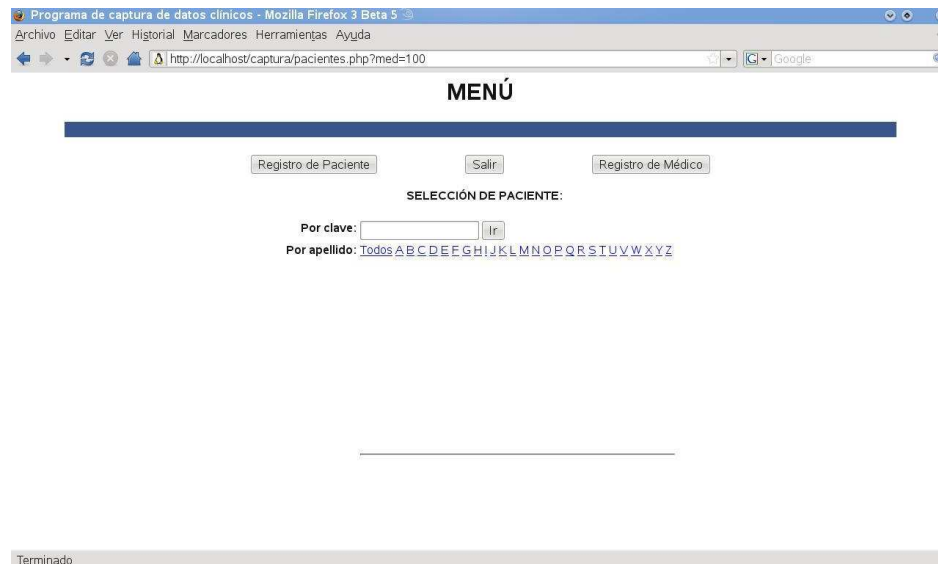 Programa de captura de datos clínicos - Mozilla Firefox 3 Beta 5
Archivo Editar Ver Historial Marcadores Herramientas Ayuda
http://localhost/captura/pacientes.php?med=100 G Google
MENÚ
Registro de Paciente Salir Registro de Médico
SELECCIÓN DE PACIENTE:
Por clave: Ir
Por apellido: Todos A B C D E F G H I J K L M N O P Q R S T U V W X Y Z
Terminado